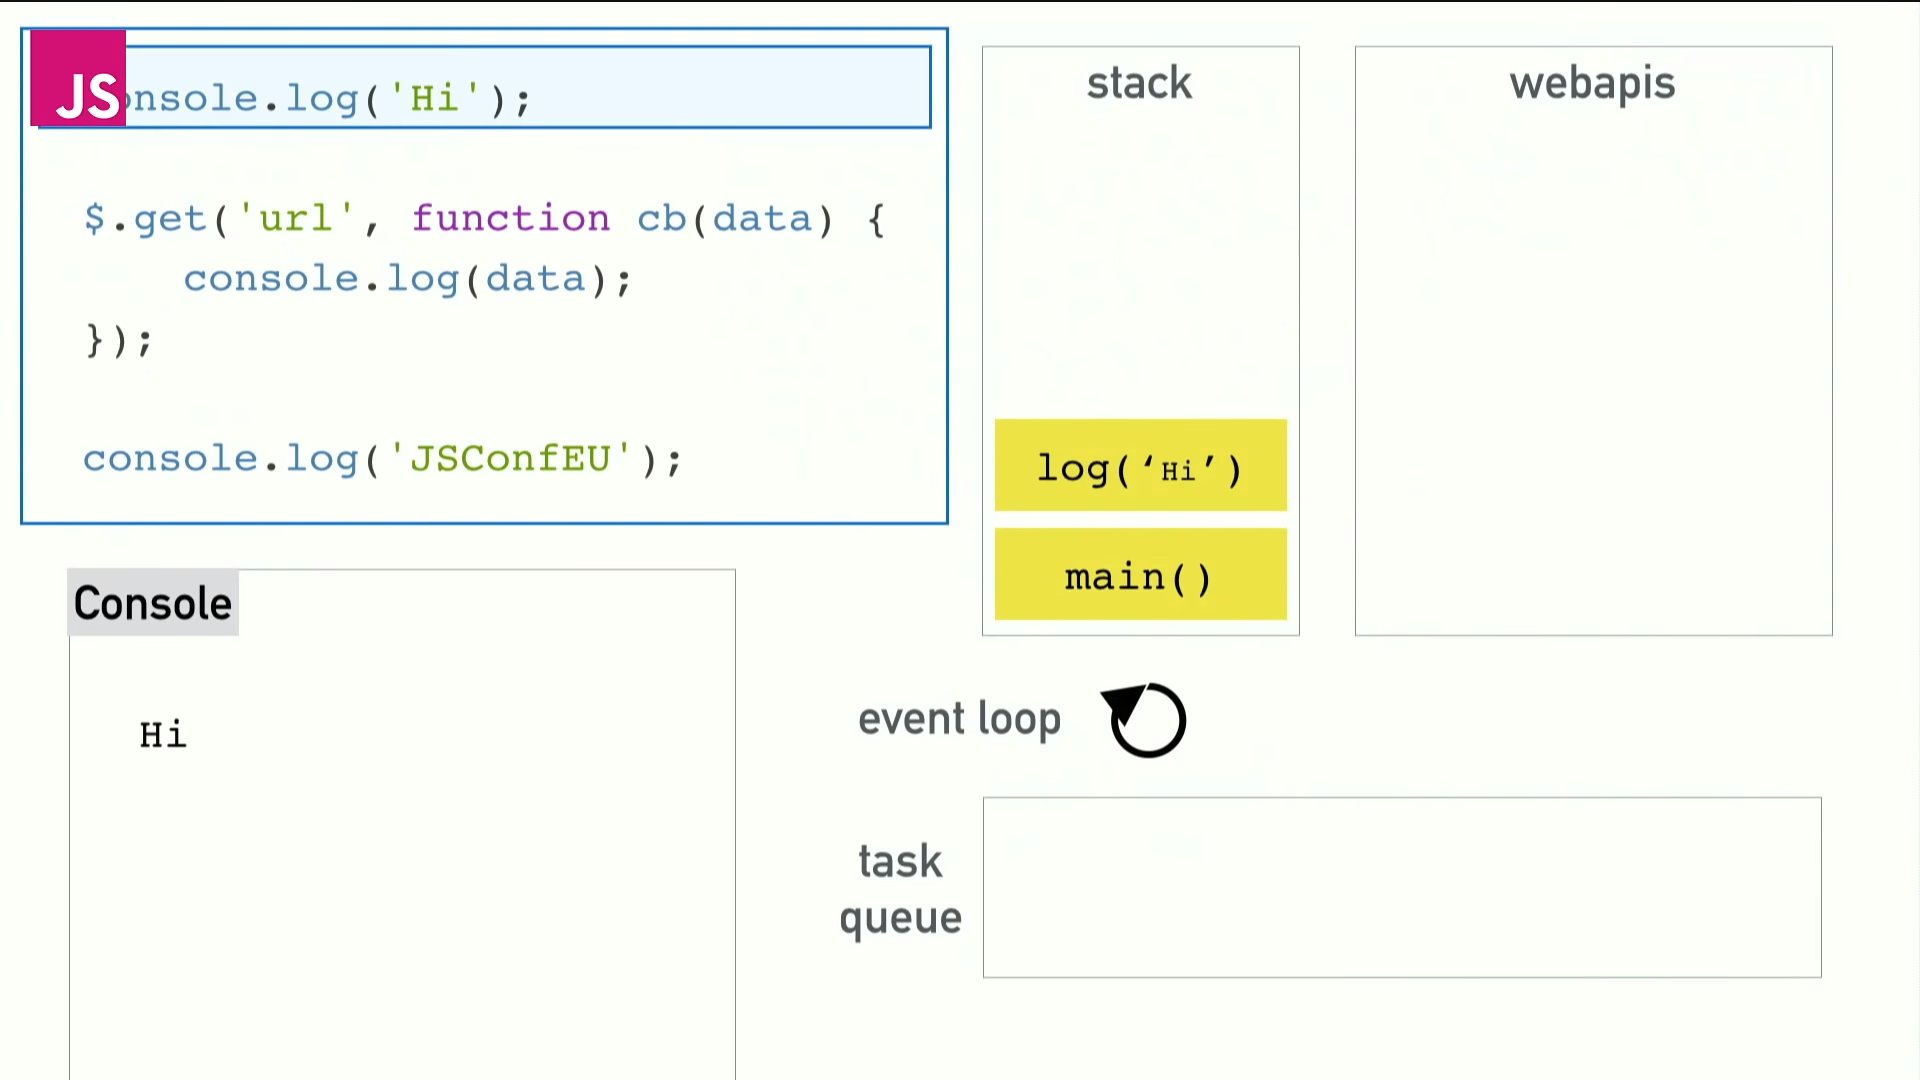 JS
onsole.log('Hi');
$.get('url', function cb(data) {
console.log(data);
});
console.log('JSConfEU');
stack
log(‘Hi’)
main()
webapis
Console
Hi
event loop
task
queue